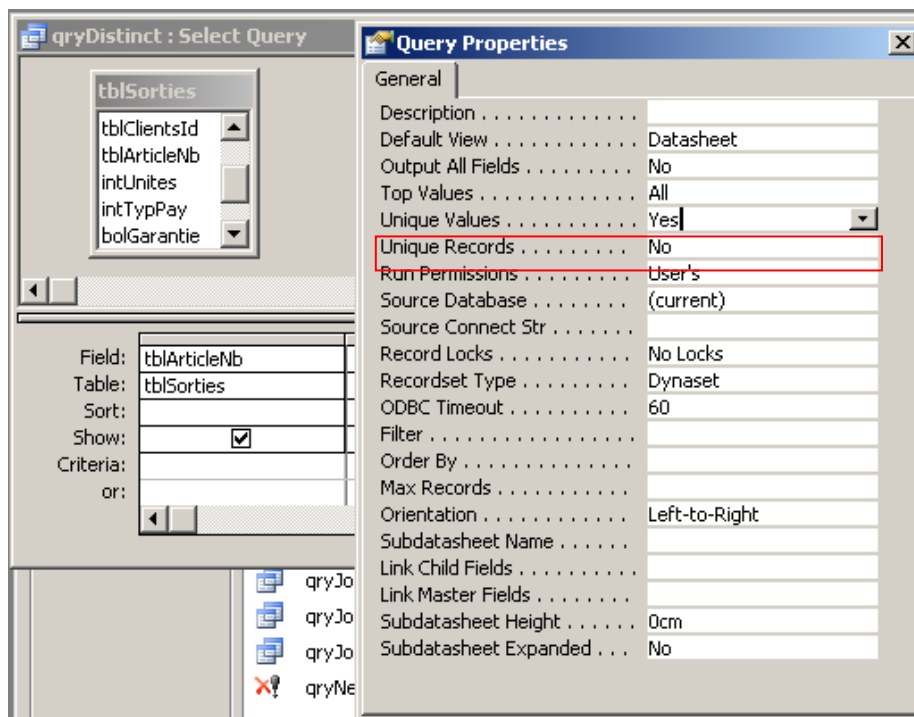 qryDistinct : Select Query
tblSorties
tblClientsId
tblArticleNb
intUnites
intTypPay
bolGarantie
Field: tblArticleNb
Table: tblSorties
Sort:
Show:
Criteria:
or:
qryJo
qryJo
qryJo
qryNe
Query Properties
General
Description . . . . . . . . . . . . .
Default View . . . . . . . . . . . . Datasheet
Output All Fields . . . . . . . . . No
Top Values . . . . . . . . . . . . . All
Unique Values . . . . . . . . . . . Yes
Unique Records . . . . . . . . . . No
Run Permissions . . . . . . . . . User's
Source Database . . . . . . . . (current)
Source Connect Str . . . . . . .
Record Locks . . . . . . . . . . . No Locks
Recordset Type . . . . . . . . . Dynaset
ODBC Timeout . . . . . . . . . . 60
Filter . . . . . . . . . . . . . . . . .
Order By . . . . . . . . . . . . . .
Max Records . . . . . . . . . . .
Orientation . . . . . . . . . . . . Left-to-Right
Subdatasheet Name . . . . . .
Link Child Fields . . . . . . . . . .
Link Master Fields . . . . . . . .
Subdatasheet Height . . . . . . 0cm
Subdatasheet Expanded . . . No